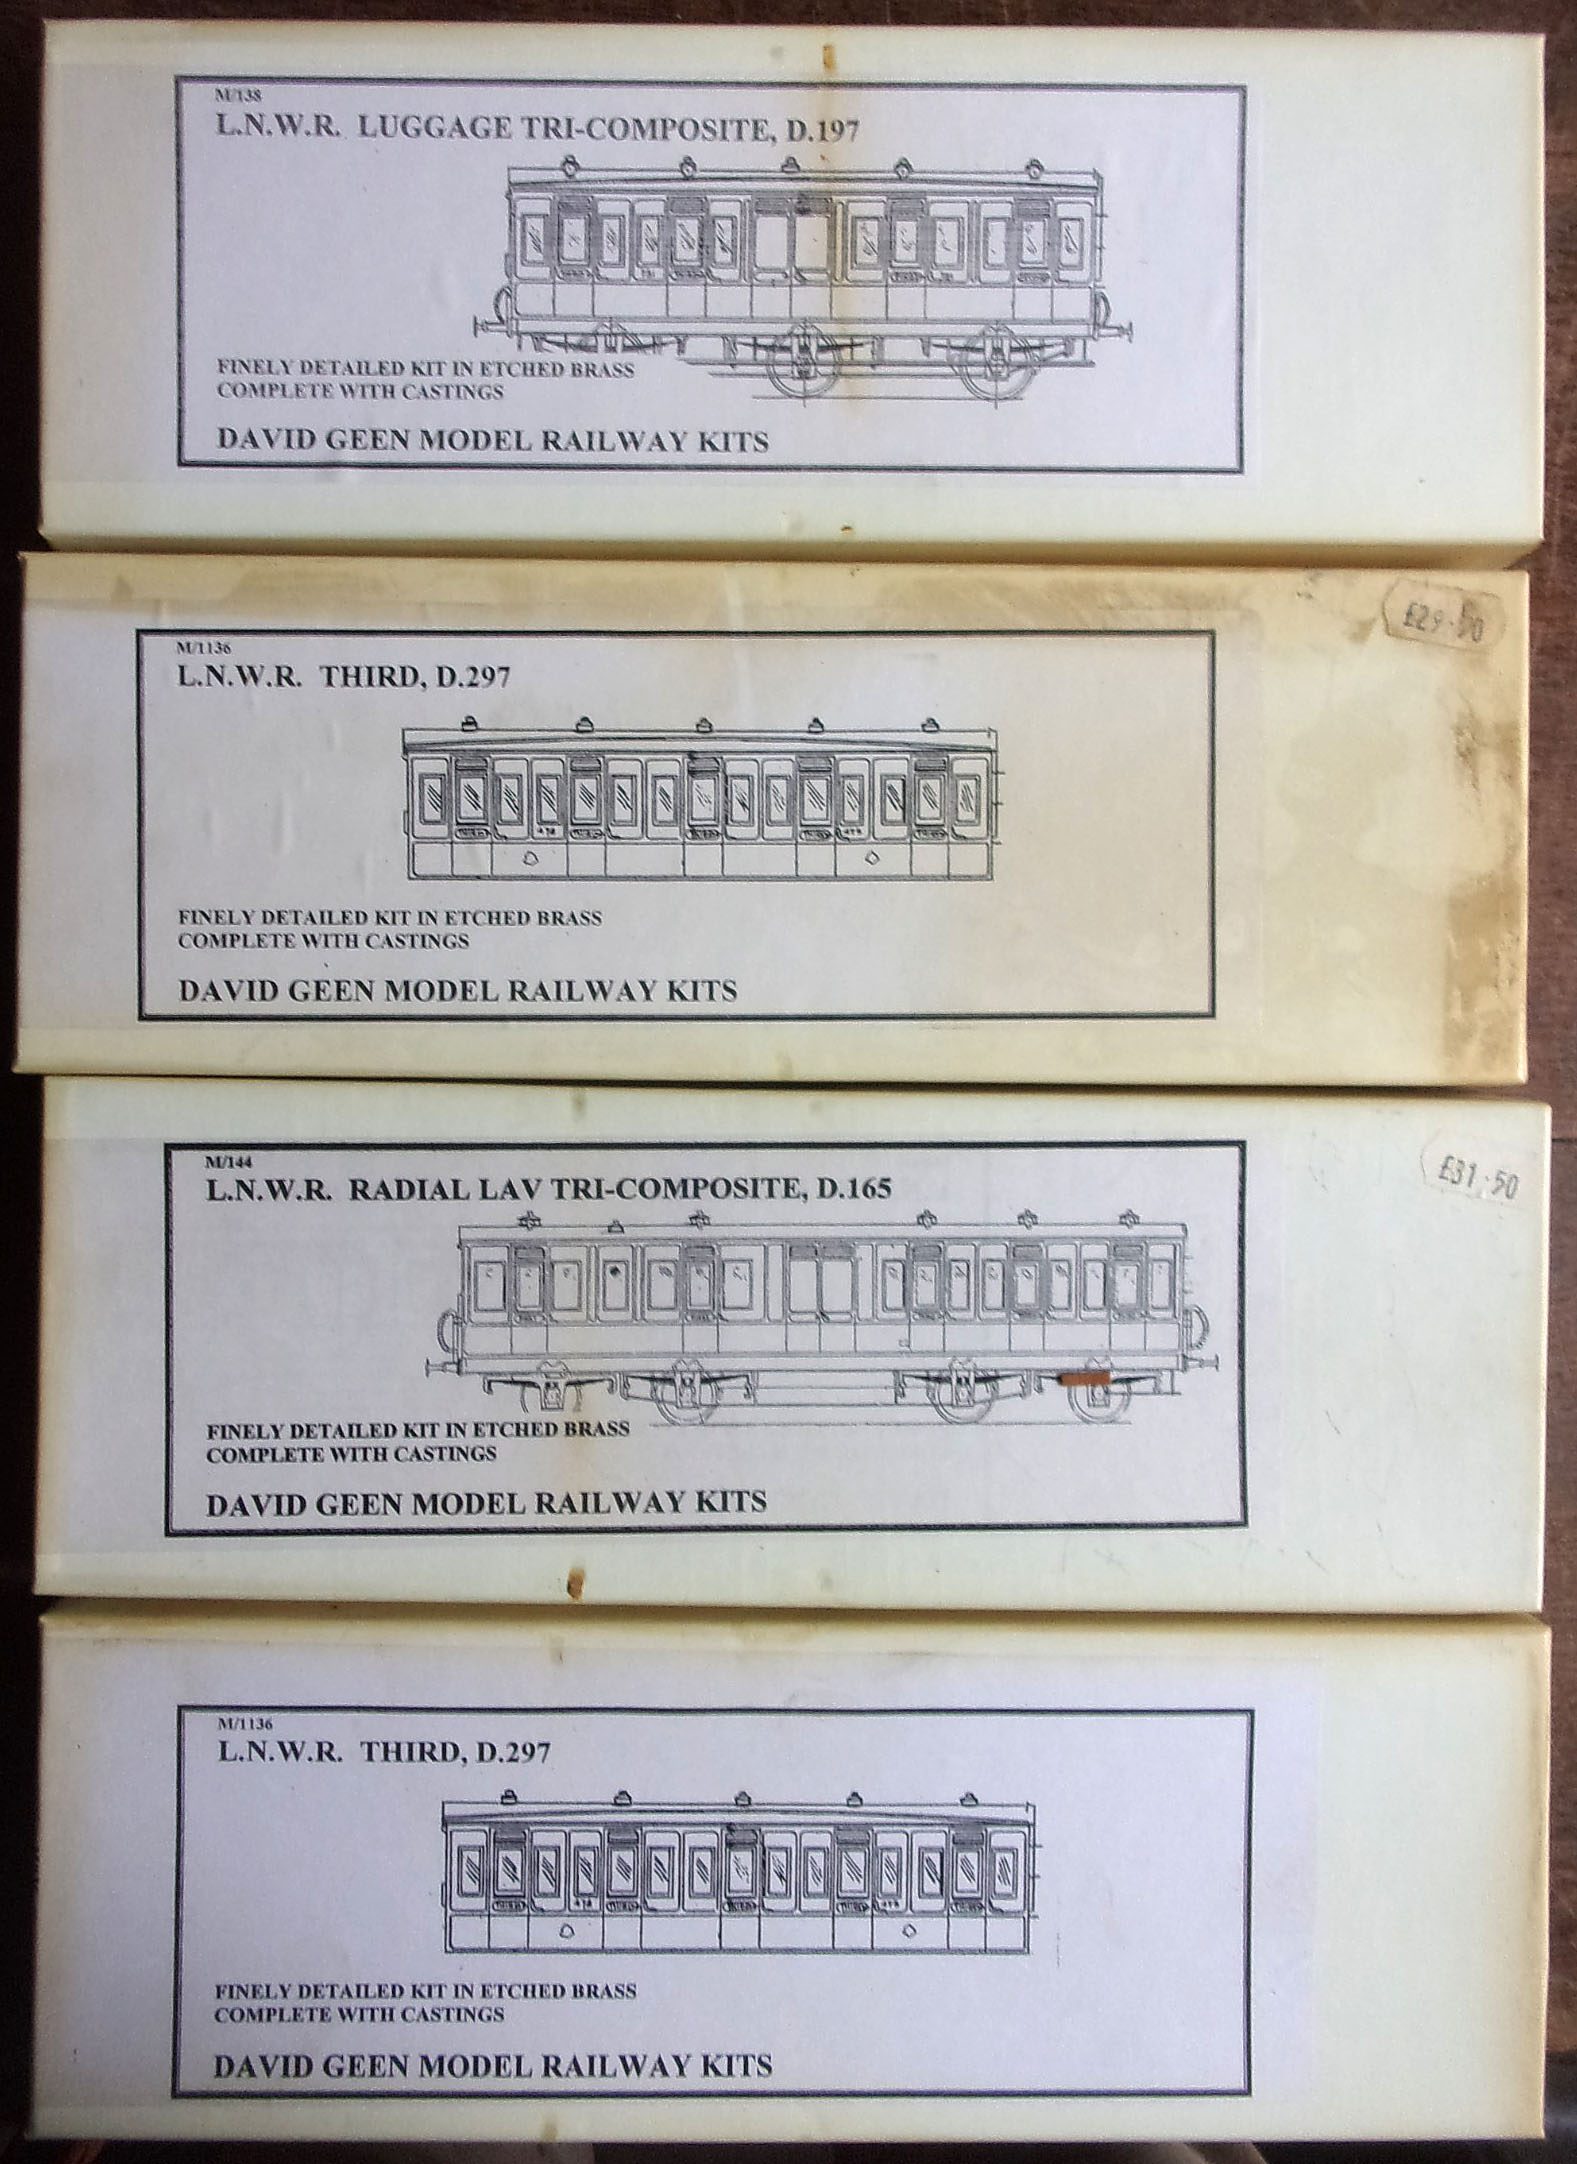 M/138
L.N.W.R. LUGGAGE TRI-COMPOSITE, D.197
FINELY DETAILED KIT IN ETCHED BRASS
COMPLETE WITH CASTINGS
DAVID GEEN MODEL RAILWAY KITS
£29.50
M/1136
L.N.W.R. THIRD, D.297
FINELY DETAILED KIT IN ETCHED BRASS
COMPLETE WITH CASTINGS
DAVID GEEN MODEL RAILWAY KITS
£31.50
M/144
L.N.W.R. RADIAL LAV TRI-COMPOSITE, D.165
FINELY DETAILED KIT IN ETCHED BRASS
COMPLETE WITH CASTINGS
DAVID GEEN MODEL RAILWAY KITS
M/1136
L.N.W.R. THIRD, D.297
FINELY DETAILED KIT IN ETCHED BRASS
COMPLETE WITH CASTINGS
DAVID GEEN MODEL RAILWAY KITS